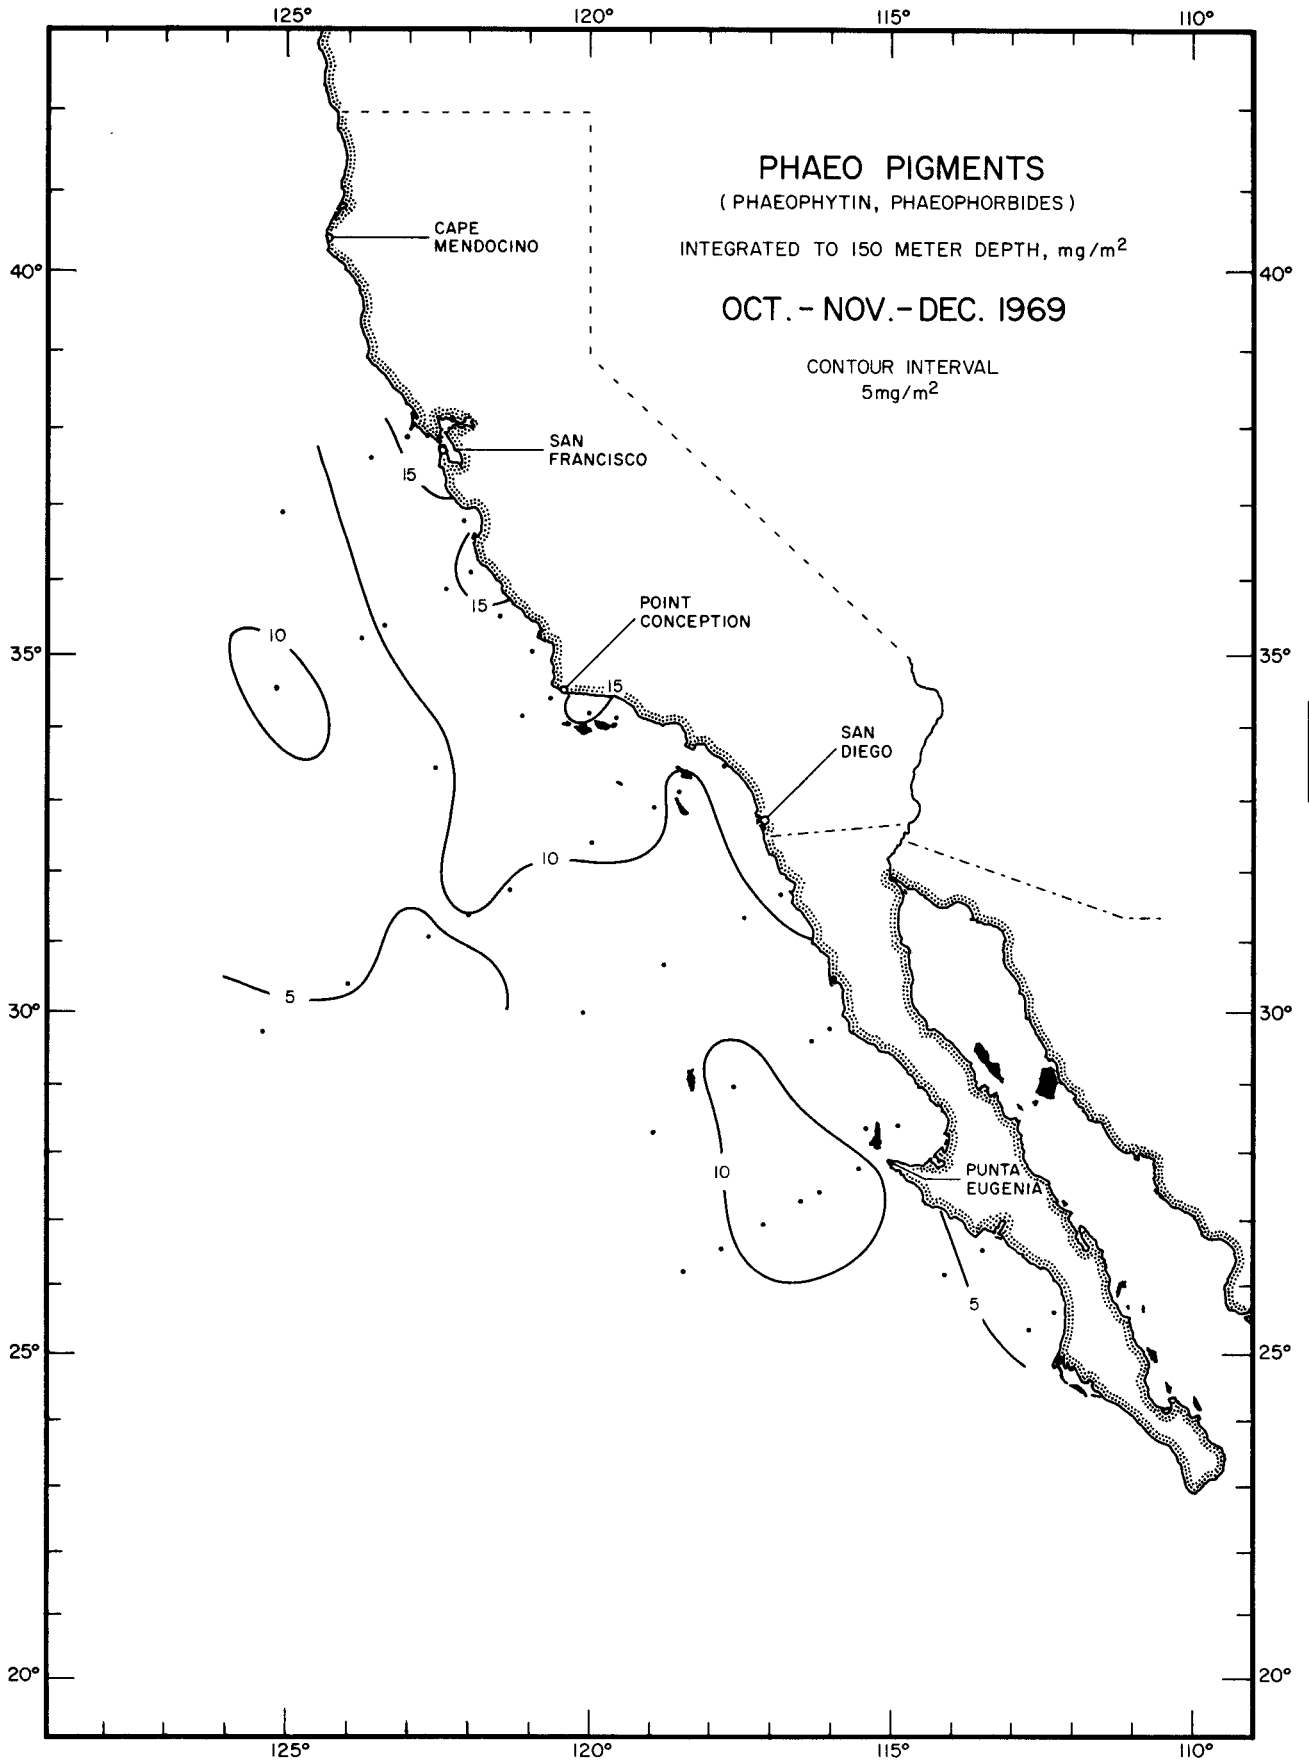 125° 120° 115° 110°
PHAEO PIGMENTS
(PHAEOPHYTIN, PHAEOPHORBIDES)
INTEGRATED TO 150 METER DEPTH, mg/m²
OCT. - NOV. - DEC. 1969
CONTOUR INTERVAL
5mg/m²
CAPE
MENDOCINO
40° 40°
SAN
FRANCISCO
15
POINT
CONCEPTION
15
10
35° 35°
15
SAN
DIEGO
10
5
30° 30°
10
PUNTA
EUGENIA
5
25° 25°
20° 20°
125° 120° 115° 110°